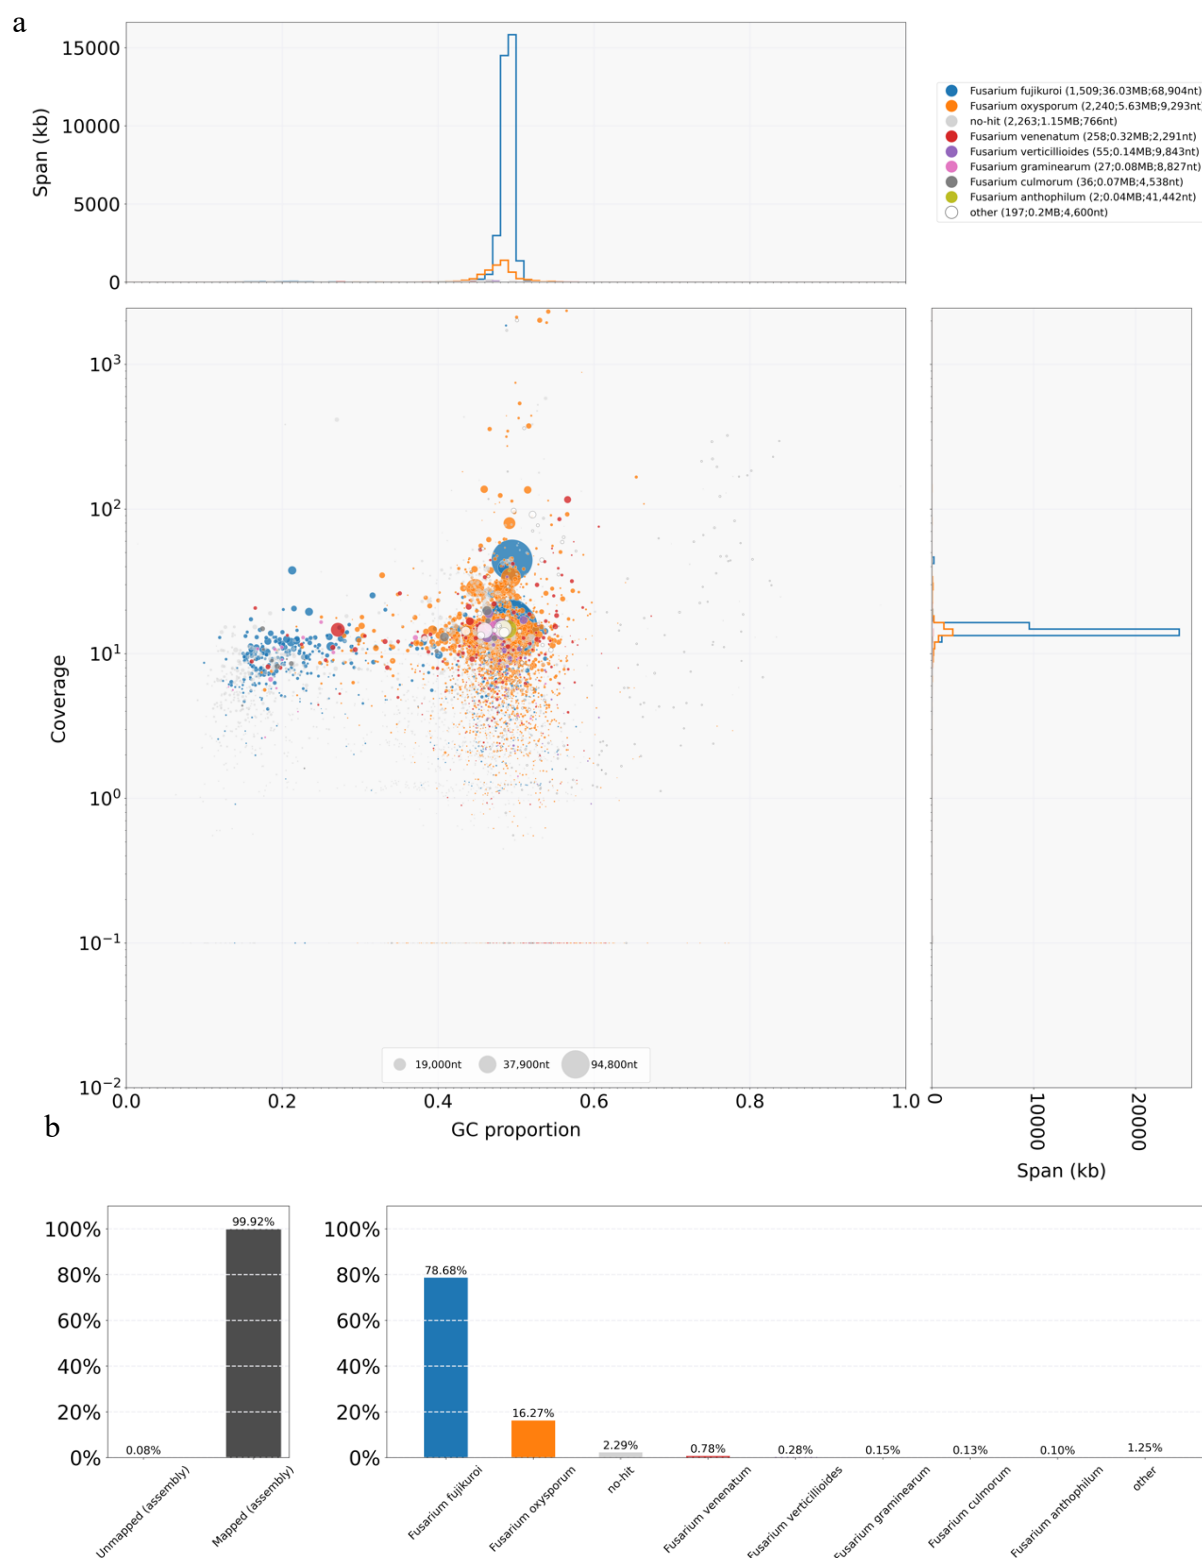 a
15000
10000
5000
0
Span (kb)
Fusarium fujikuroi (1,509;36.03MB;68,904nt)
Fusarium oxysporum (2,240;5.63MB;9,293nt)
no-hit (2,263;1.15MB;766nt)
Fusarium venenatum (258;0.32MB;2,291nt)
Fusarium verticillioides (55;0.14MB;9,843nt)
Fusarium graminearum (27;0.08MB;8,827nt)
Fusarium culmorum (36;0.07MB;4,538nt)
Fusarium anthophilum (2;0.04MB;41,442nt)
other (197;0.2MB;4,600nt)
10³
10²
10¹
10⁰
10⁻¹
10⁻²
Coverage
19,000nt 37,900nt 94,800nt
0.0 0.2 0.4 0.6 0.8 1.0
GC proportion
0 10000 20000
Span (kb)
b
100%
80%
60%
40%
20%
0%
0.08% 99.92%
Unmapped (assembly)
Mapped (assembly)
100%
80%
60%
40%
20%
0%
78.68% 16.27% 2.29% 0.78% 0.28% 0.15% 0.13% 0.10% 1.25%
Fusarium fujikuroi
Fusarium oxysporum
no-hit
Fusarium venenatum
Fusarium verticillioides
Fusarium graminearum
Fusarium culmorum
Fusarium anthophilum
other